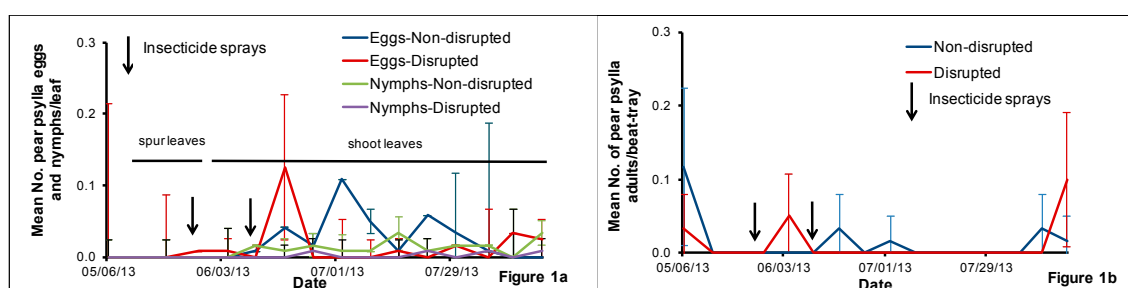 Mean No. pear psylla eggs
and nymphs/leaf
0.3
0.2
0.1
0.0
Insecticide sprays
Eggs-Non-disrupted
Eggs-Disrupted
Nymphs-Non-disrupted
Nymphs-Disrupted
spur leaves
shoot leaves
05/06/13 06/03/13 07/01/13 07/29/13
Date
Figure 1a
Mean No. of pear psylla
adults/beat-tray
0.3
0.2
0.1
0.0
Non-disrupted
Disrupted
Insecticide sprays
05/06/13 06/03/13 07/01/13 07/29/13
Date
Figure 1b